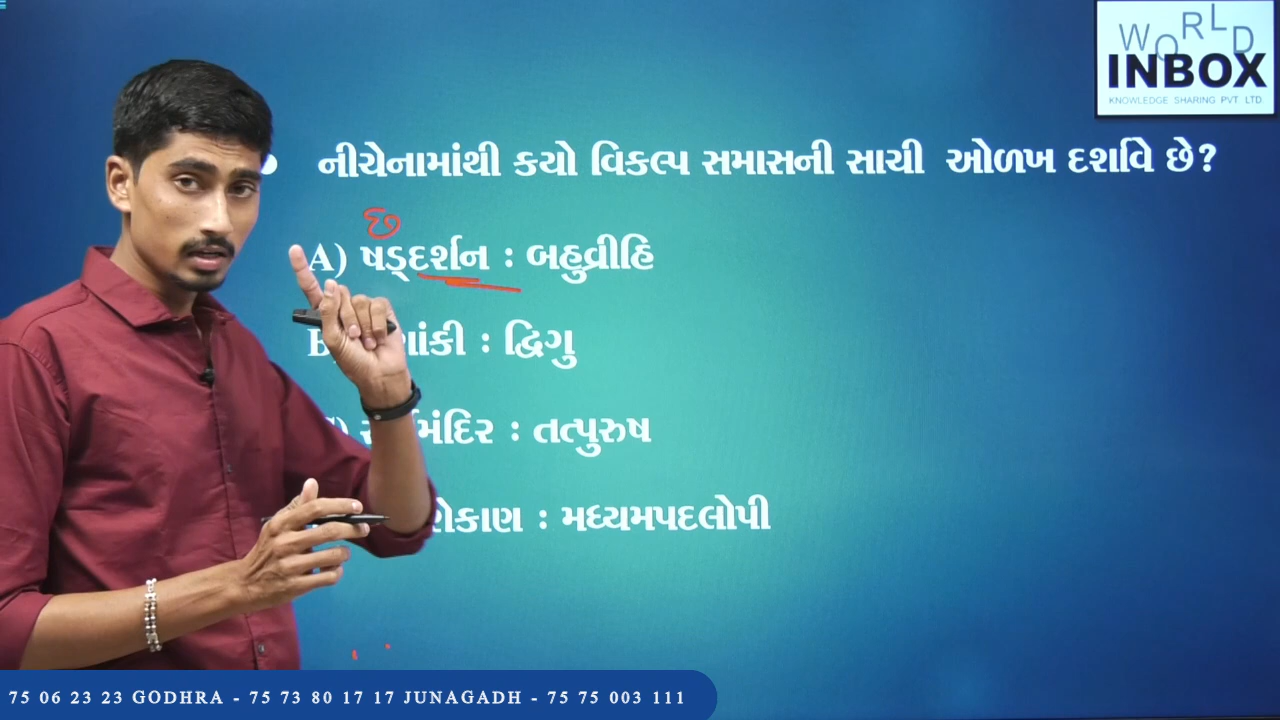 WORLD
INBOX
KNOWLEDGE SHARING PVT LTD.
• નીચેનામાંથી કયો વિકલ્પ સમાસની સાચી ઓળખ દર્શાવે છે?
છ
A) ષડ્દર્શન : બહુવ્રીહિ
: દ્વિગુ
મંદિર : તત્પુરુષ
રોકાણ : મધ્યમપદલોપી
75 06 23 23 GODHRA - 75 73 80 17 17 JUNAGADH - 75 75 003 111